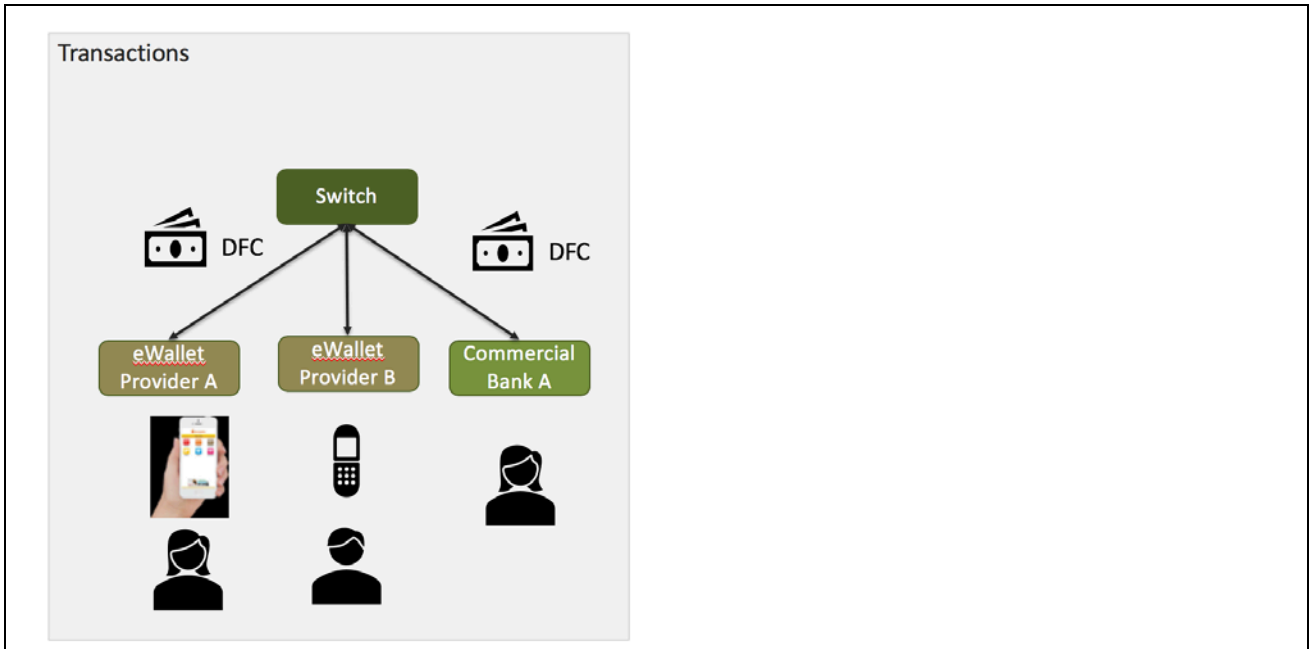 Transactions
Switch
DFC
DFC
eWallet
Provider A
eWallet
Provider B
Commercial
Bank A